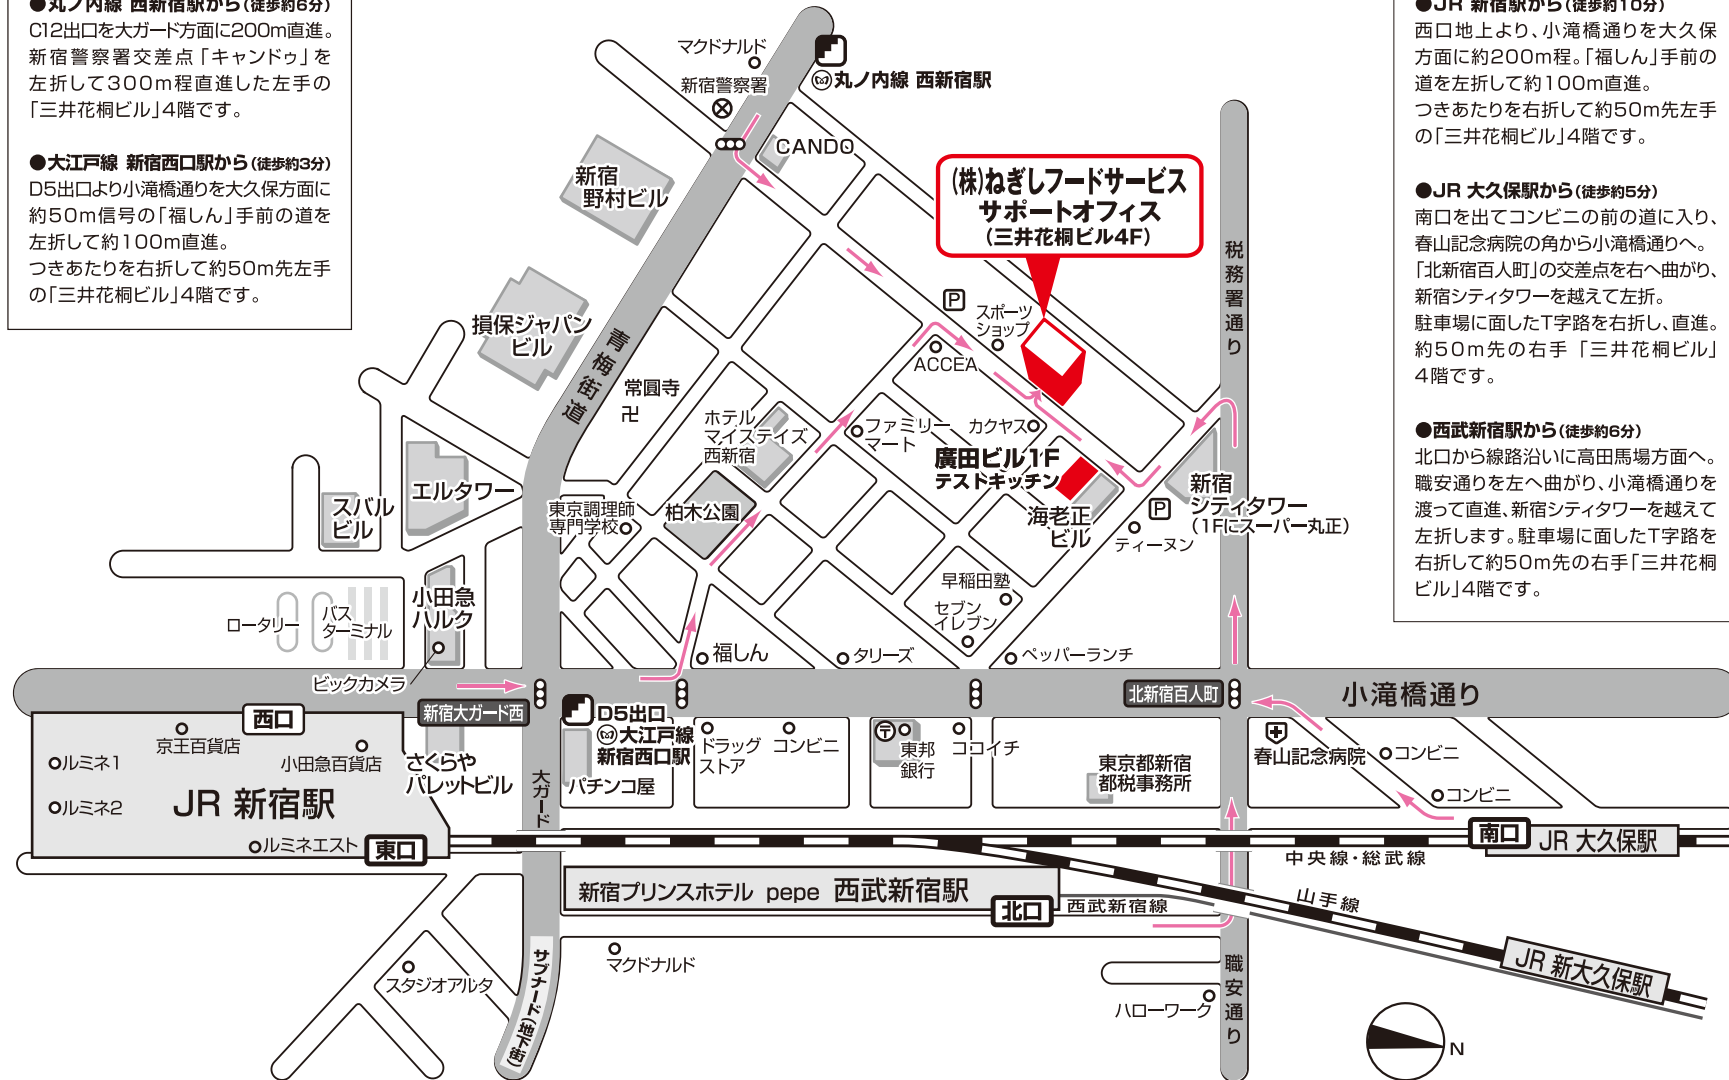 ●丸ノ内線 西新宿駅から(徒歩約6分)
C12出口を大ガード方面に200m直進。
新宿警察署交差点「キャンドゥ」を
左折して300m程直進した左手の
「三井花桐ビル」4階です。
●大江戸線 新宿西口駅から(徒歩約3分)
D5出口より小滝橋通りを大久保方面に
約50m信号の「福しん」手前の道を
左折して約100m直進。
つきあたりを右折して約50m先左手
の「三井花桐ビル」4階です。
●JR 新宿駅から(徒歩約10分)
西口地上より、小滝橋通りを大久保
方面に約200m程。「福しん」手前の
道を左折して約100m直進。
つきあたりを右折して約50m先左手
の「三井花桐ビル」4階です。
●JR 大久保駅から(徒歩約5分)
南口を出てコンビニの前の道に入り、
春山記念病院の角から小滝橋通りへ。
「北新宿百人町」の交差点を右へ曲がり、
新宿シティタワーを越えて左折。
駐車場に面したT字路を右折し、直進。
約50m先の右手「三井花桐ビル」
4階です。
●西武新宿駅から(徒歩約6分)
北口から線路沿いに高田馬場方面へ。
職安通りを左へ曲がり、小滝橋通りを
渡って直進、新宿シティタワーを越えて
左折します。駐車場に面したT字路を
右折して約50m先の右手「三井花桐
ビル」4階です。
マクドナルド
新宿警察署
丸ノ内線 西新宿駅
CANDO
新宿
野村ビル
(株)ねぎしフードサービス
サポートオフィス
(三井花桐ビル4F)
税務署通り
P
スポーツ
ショップ
ACCEA
損保ジャパン
ビル
青梅街道
常圓寺
卍
ホテル
マイステイズ
西新宿
ファミリー
マート
カクヤス
廣田ビル1F
テストキッチン
海老正
ビル
新宿
シティタワー
(1Fにスーパー丸正)
P
ティーヌン
エルタワー
スバル
ビル
東京調理師
専門学校
柏木公園
早稲田塾
セブン
イレブン
小田急
ハルク
ロータリー
バス
ターミナル
ビックカメラ
福しん
タリーズ
ペッパーランチ
新宿大ガード西
北新宿百人町
小滝橋通り
西口
京王百貨店
小田急百貨店
ルミネ1
ルミネ2
JR 新宿駅
ルミネエスト
東口
さくらや
パレットビル
大ガード
D5出口
大江戸線
新宿西口駅
パチンコ屋
ドラッグ
ストア
コンビニ
〒
東邦
銀行
ココイチ
東京都新宿
都税事務所
春山記念病院
コンビニ
コンビニ
南口
JR 大久保駅
中央線・総武線
新宿プリンスホテル pepe 西武新宿駅
北口
西武新宿線
山手線
JR 新大久保駅
マクドナルド
スタジオアルタ
サブナード(地下街)
ハローワーク
職安通り
N